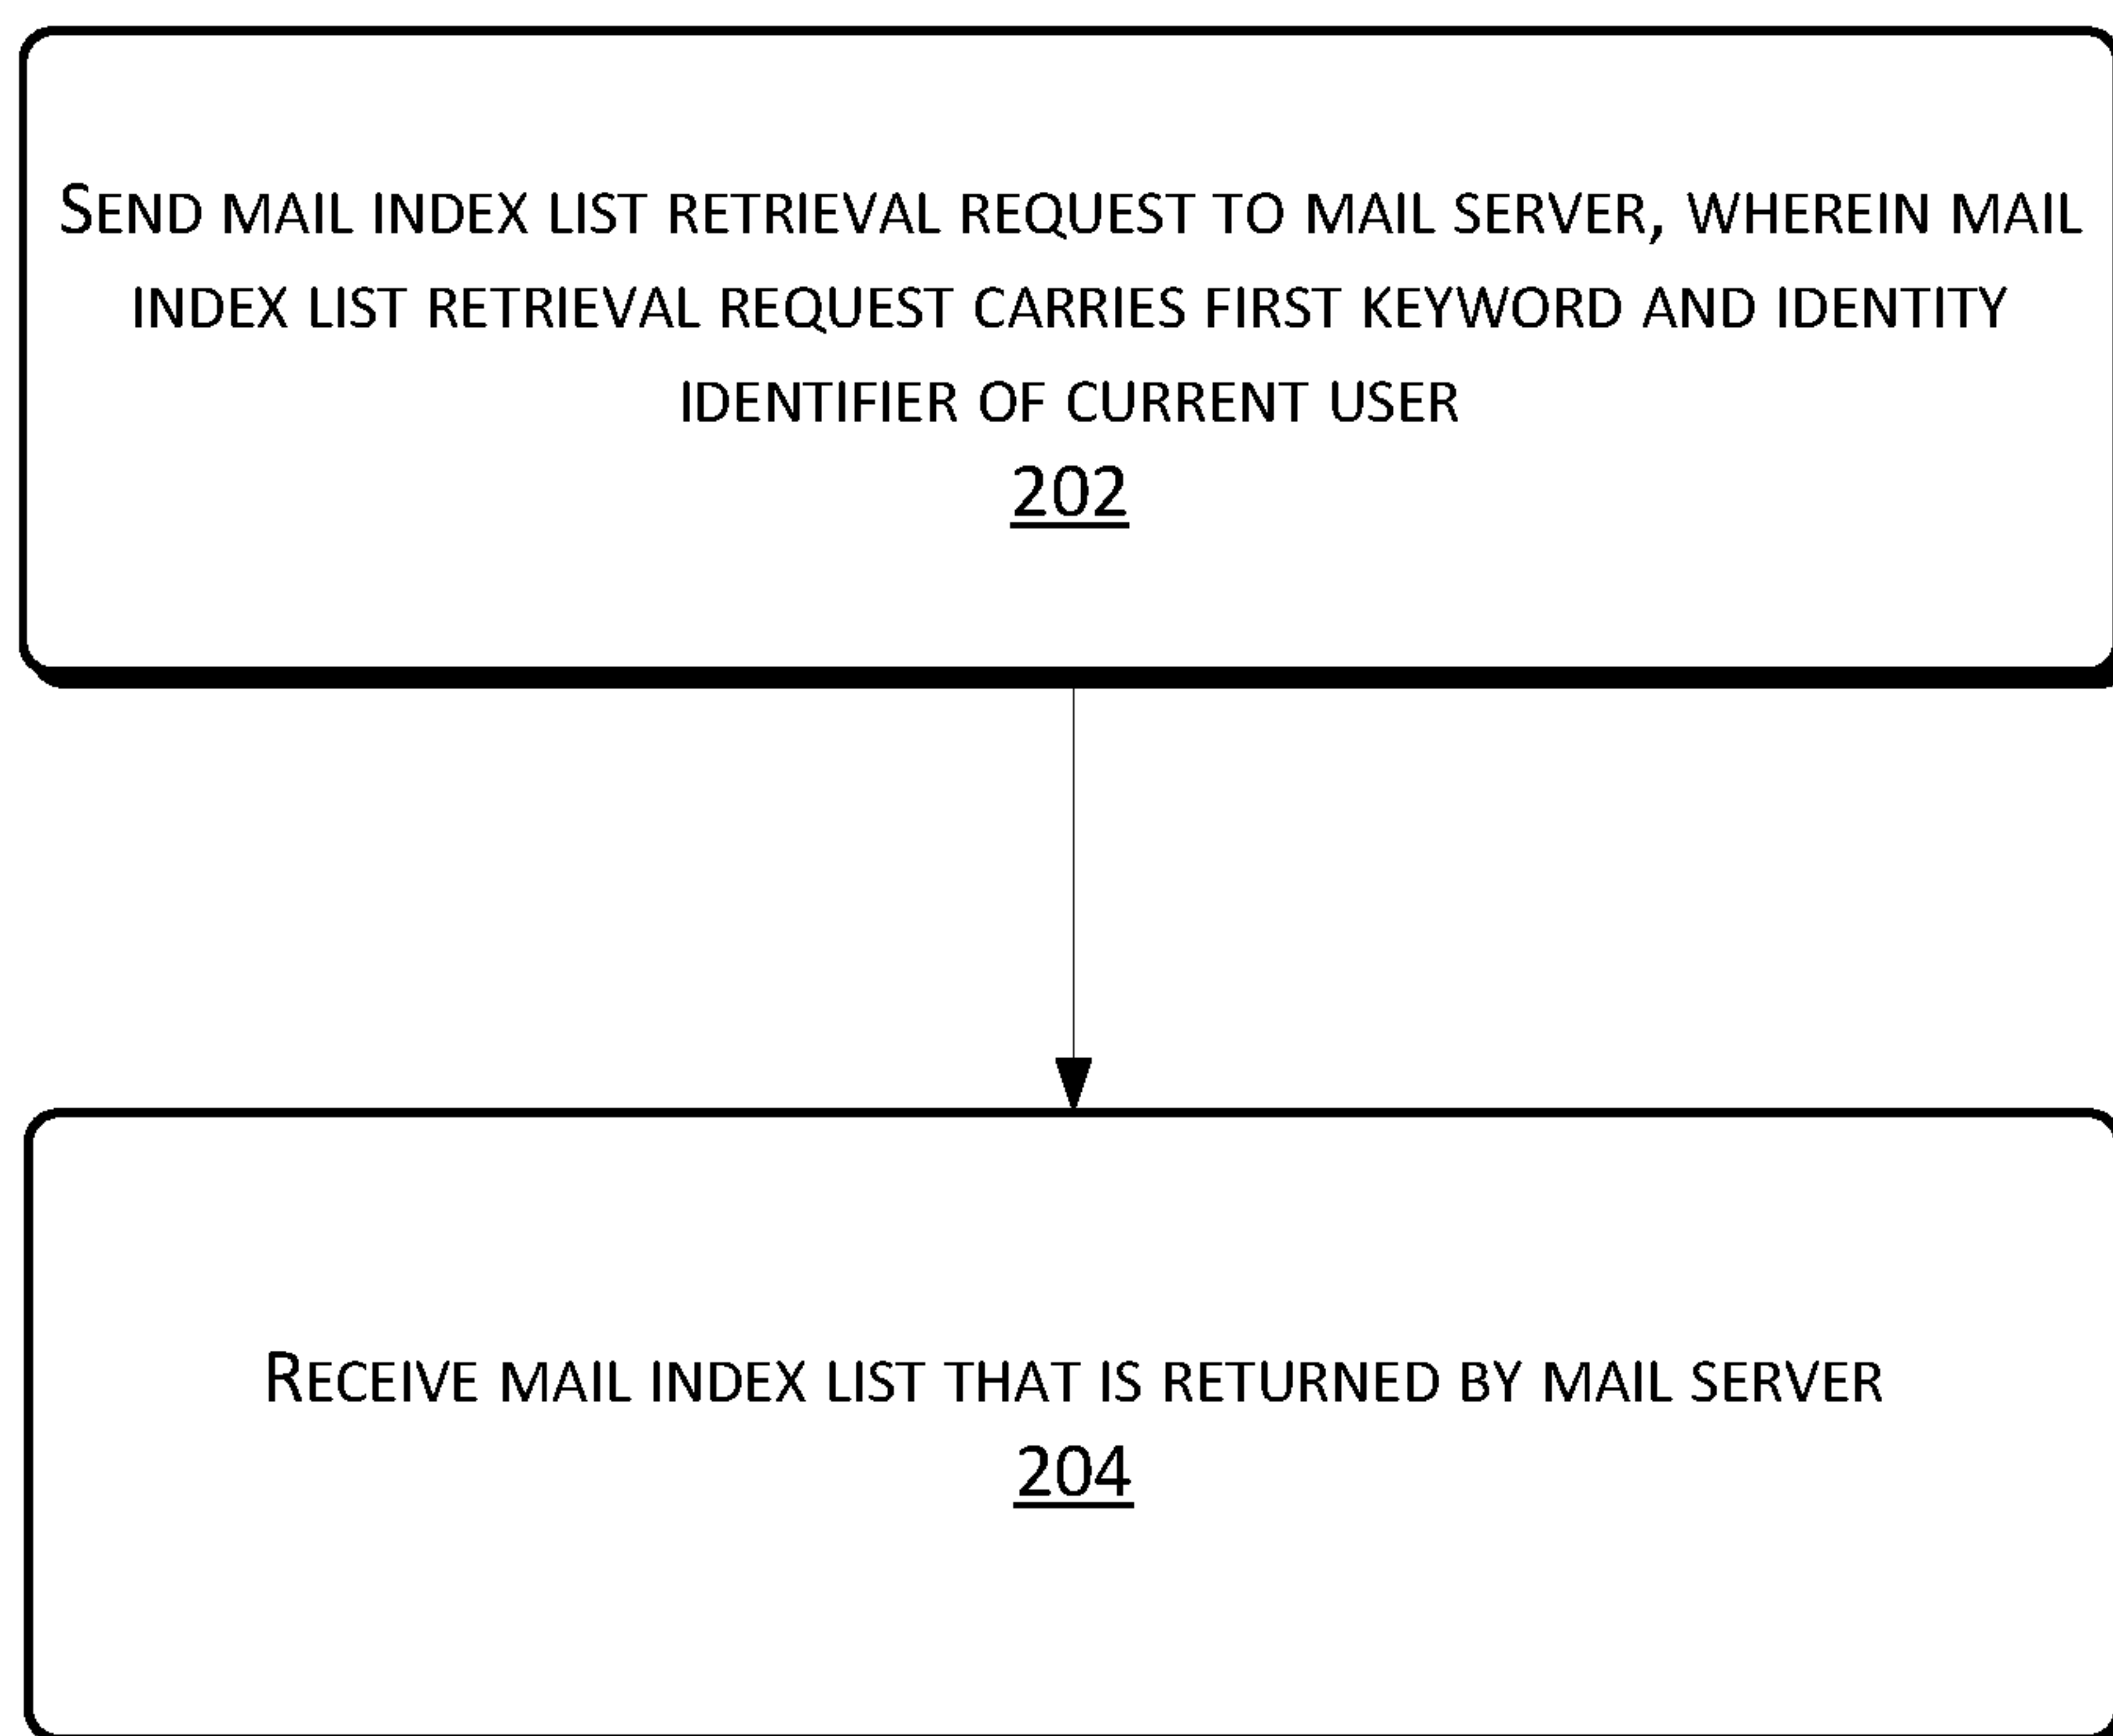 SEND MAIL INDEX LIST RETRIEVAL REQUEST TO MAIL SERVER, WHEREIN MAIL
INDEX LIST RETRIEVAL REQUEST CARRIES FIRST KEYWORD AND IDENTITY
IDENTIFIER OF CURRENT USER
202
RECEIVE MAIL INDEX LIST THAT IS RETURNED BY MAIL SERVER
204